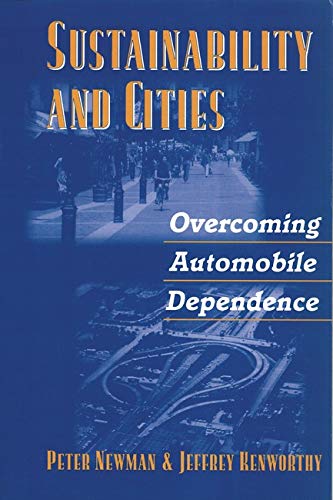 SUSTAINABILITY
AND CITIES
Overcoming
Automobile
Dependence
PETER NEWMAN & JEFFREY KENWORTHY